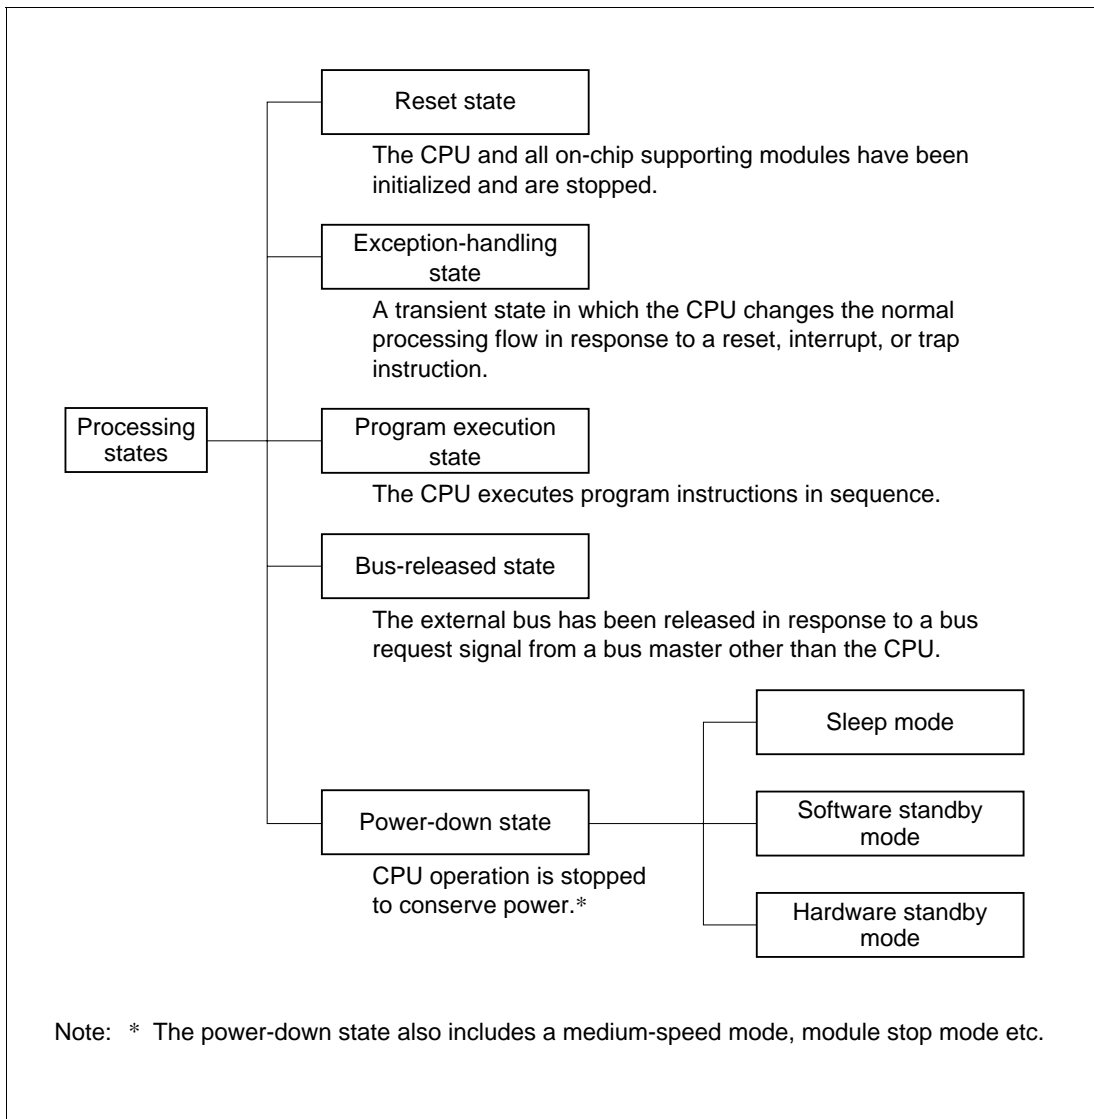 Reset state
The CPU and all on-chip supporting modules have been
initialized and are stopped.
Exception-handling
state
A transient state in which the CPU changes the normal
processing flow in response to a reset, interrupt, or trap
instruction.
Processing
states
Program execution
state
The CPU executes program instructions in sequence.
Bus-released state
The external bus has been released in response to a bus
request signal from a bus master other than the CPU.
Power-down state
CPU operation is stopped
to conserve power.*
Sleep mode
Software standby
mode
Hardware standby
mode
Note: * The power-down state also includes a medium-speed mode, module stop mode etc.